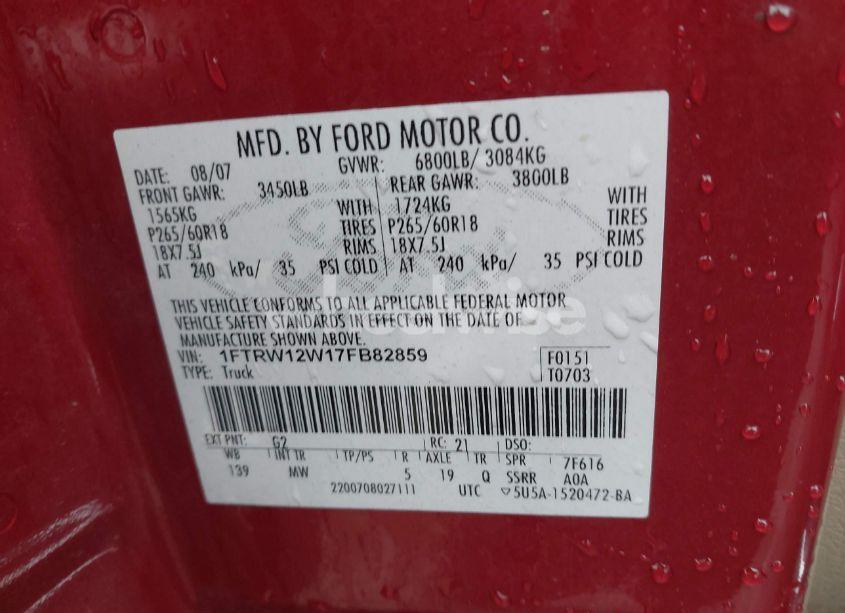 MFD. BY FORD MOTOR CO.
DATE: 08/07 GVWR: 6800LB/ 3084KG
FRONT GAWR: 3450LB REAR GAWR: 3800LB
1565KG WITH 1724KG WITH
P265/60R18 TIRES P265/60R18 TIRES
18X7.5J RIMS 18X7.5J RIMS
AT 240 kPa/ 35 PSI COLD AT 240 kPa/ 35 PSI COLD
THIS VEHICLE CONFORMS TO ALL APPLICABLE FEDERAL MOTOR
VEHICLE SAFETY STANDARDS IN EFFECT ON THE DATE OF
MANUFACTURE SHOWN ABOVE.
VIN: 1FTRW12W17FB82859 F0151
TYPE: Truck T0703
EXT PNT: G2 RC: 21 DSO:
WB INT TR TP/PS R AXLE TR SPR 7F616
139 MW 5 19 Q SSRR A0A
2200708027111 UTC ▽5U5A-1520472-BA